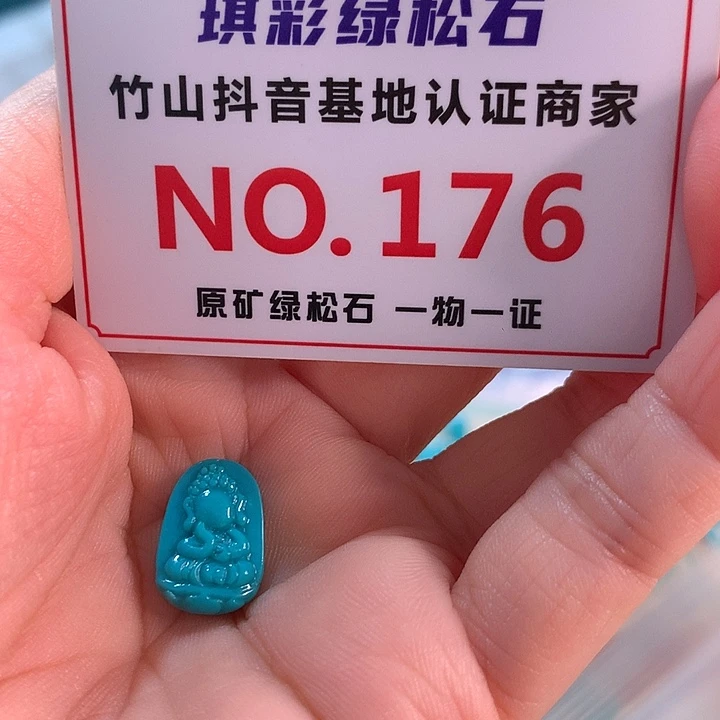 琪彩绿松石
竹山抖音基地认证商家
NO.176
原矿绿松石 一物一证